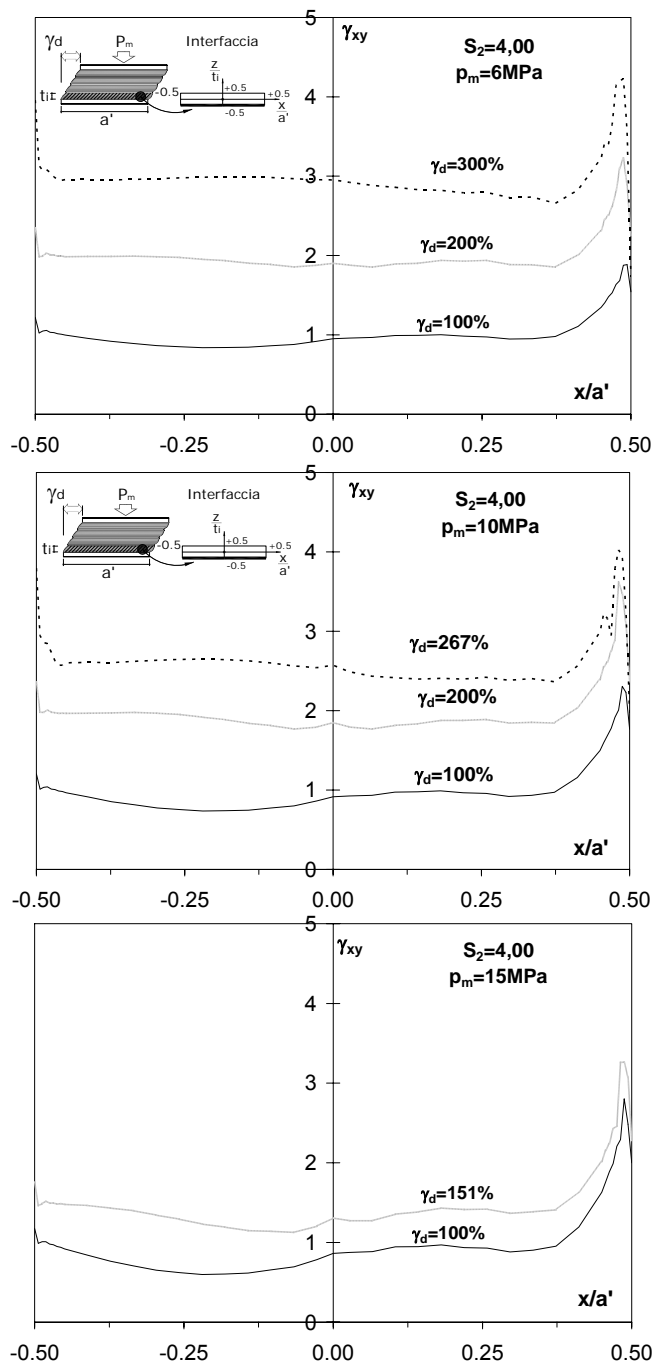 5
γd
Pm
Interfaccia
γxy
S2=4,00
pm=6MPa
z
ti
+0.5
-0.5
+0.5
x
a'
-0.5
ti
a'
4
3
γd=300%
2
γd=200%
1
γd=100%
x/a'
0
-0.50
-0.25
0.00
0.25
0.50
5
γd
Pm
Interfaccia
γxy
S2=4,00
pm=10MPa
z
ti
+0.5
-0.5
+0.5
x
a'
-0.5
ti
a'
4
3
γd=267%
2
γd=200%
1
γd=100%
x/a'
0
-0.50
-0.25
0.00
0.25
0.50
5
γxy
S2=4,00
pm=15MPa
4
3
2
γd=151%
1
γd=100%
x/a'
0
-0.50
-0.25
0.00
0.25
0.50